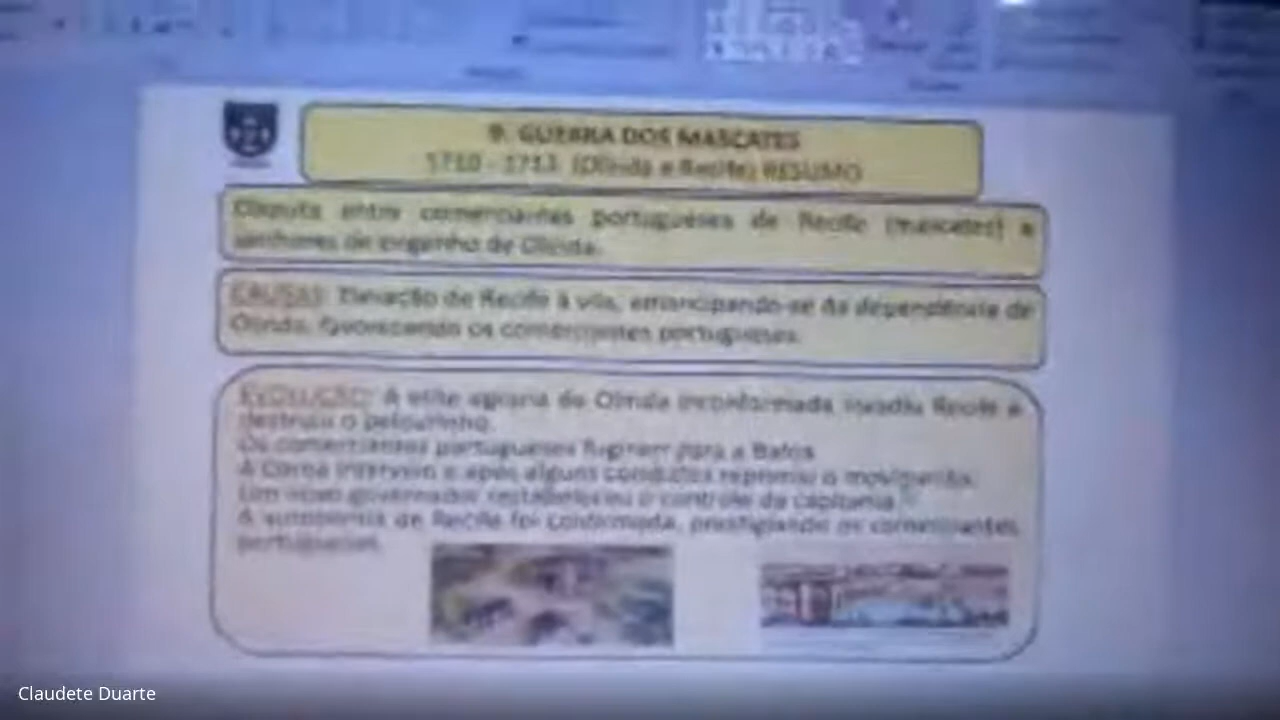 9. GUERRA DOS MASCATES
(Olinda e Recife) RESUMO
Disputa entre comerciantes portugueses de Recife (mascates) e
senhores de engenho de Olinda.
CAUSAS: Elevação de Recife à vila, emancipando-se da dependência de
Olinda, favorecendo os comerciantes portugueses.
EVOLUÇÃO: A elite agrária de Olinda inconformada invadiu Recife e
destruiu o pelourinho.
Os comerciantes portugueses fugiram para a Bahia
A Coroa interveio e após alguns combates reprimiu o movimento.
Um novo governador restabeleceu o controle da capitania.
A autonomia de Recife foi confirmada, prestigiando os comerciantes
portugueses.
Claudete Duarte